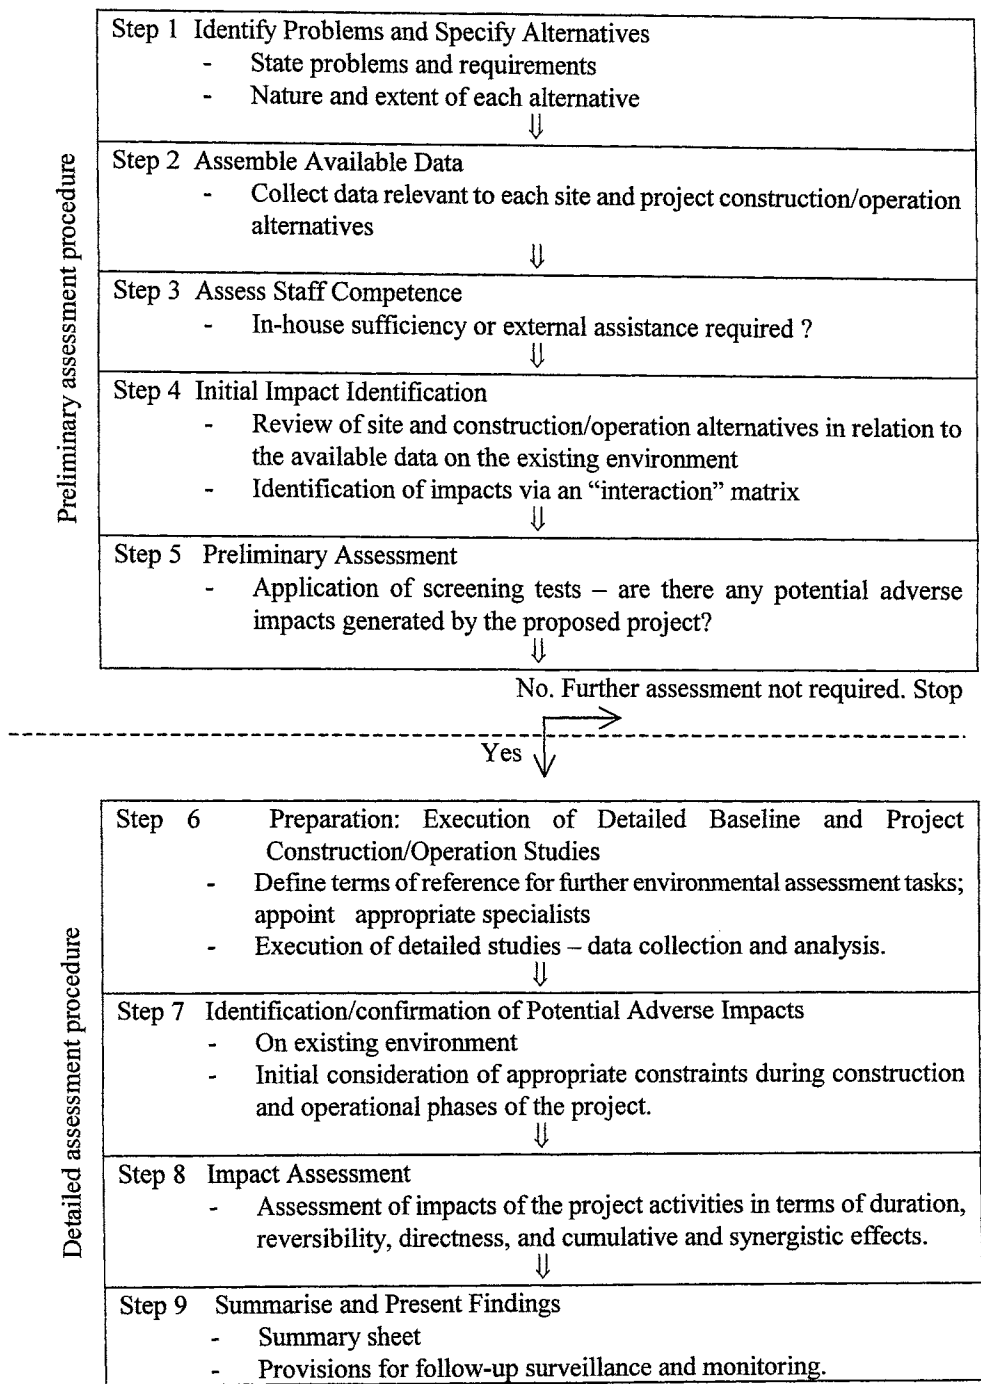 Preliminary assessment procedure
Step 1 Identify Problems and Specify Alternatives
- State problems and requirements
- Nature and extent of each alternative
⇓
Step 2 Assemble Available Data
- Collect data relevant to each site and project construction/operation
alternatives
⇓
Step 3 Assess Staff Competence
- In-house sufficiency or external assistance required ?
⇓
Step 4 Initial Impact Identification
- Review of site and construction/operation alternatives in relation to
the available data on the existing environment
- Identification of impacts via an “interaction” matrix
⇓
Step 5 Preliminary Assessment
- Application of screening tests – are there any potential adverse
impacts generated by the proposed project?
⇓
No. Further assessment not required. Stop
Yes
Detailed assessment procedure
Step 6 Preparation: Execution of Detailed Baseline and Project
Construction/Operation Studies
- Define terms of reference for further environmental assessment tasks;
appoint appropriate specialists
- Execution of detailed studies – data collection and analysis.
⇓
Step 7 Identification/confirmation of Potential Adverse Impacts
- On existing environment
- Initial consideration of appropriate constraints during construction
and operational phases of the project.
⇓
Step 8 Impact Assessment
- Assessment of impacts of the project activities in terms of duration,
reversibility, directness, and cumulative and synergistic effects.
⇓
Step 9 Summarise and Present Findings
- Summary sheet
- Provisions for follow-up surveillance and monitoring.